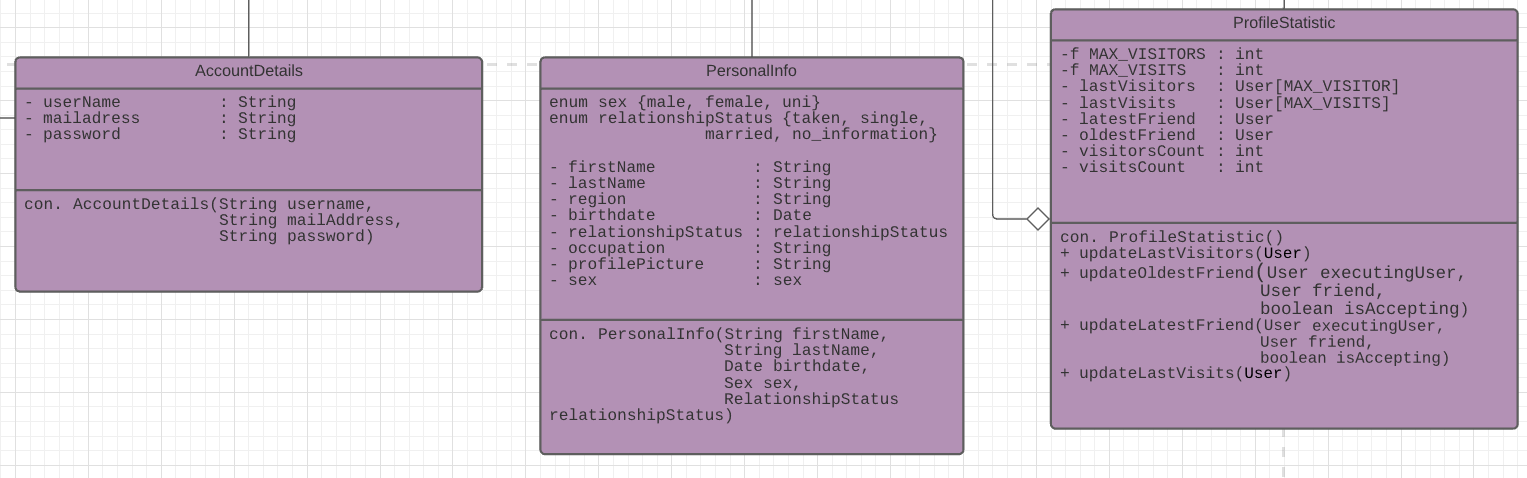 AccountDetails
- userName : String
- mailadress : String
- password : String
con. AccountDetails(String username,
String mailAddress,
String password)
PersonalInfo
enum sex {male, female, uni}
enum relationshipStatus {taken, single,
married, no_information}
- firstName : String
- lastName : String
- region : String
- birthdate : Date
- relationshipStatus : relationshipStatus
- occupation : String
- profilePicture : String
- sex : sex
con. PersonalInfo(String firstName,
String lastName,
Date birthdate,
Sex sex,
RelationshipStatus
relationshipStatus)
ProfileStatistic
-f MAX_VISITORS : int
-f MAX_VISITS : int
- lastVisitors : User[MAX_VISITOR]
- lastVisits : User[MAX_VISITS]
- latestFriend : User
- oldestFriend : User
- visitorsCount : int
- visitsCount : int
con. ProfileStatistic()
+ updateLastVisitors(User)
+ updateOldestFriend(User executingUser,
User friend,
boolean isAccepting)
+ updateLatestFriend(User executingUser,
User friend,
boolean isAccepting)
+ updateLastVisits(User)